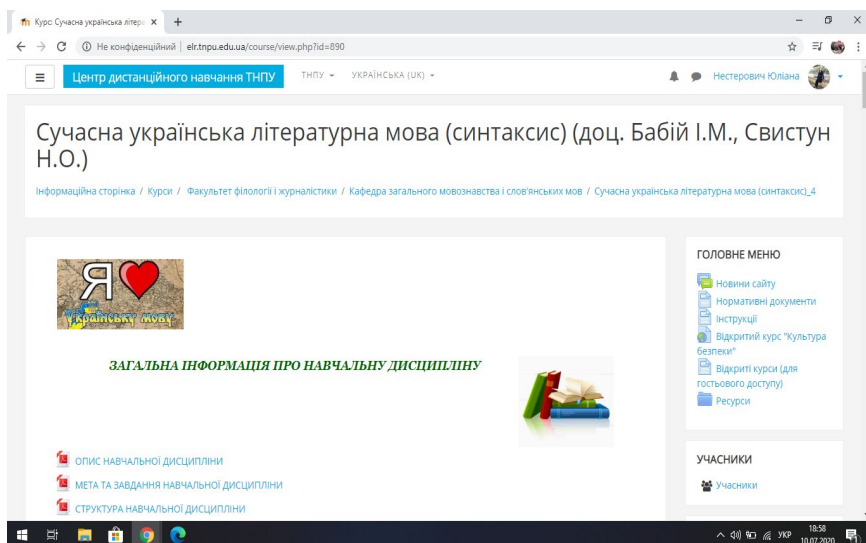 Курс: Сучасна українська літера
Не конфіденційний | elr.tnpu.edu.ua/course/view.php?id=890
Центр дистанційного навчання ТНПУ
ТНПУ
УКРАЇНСЬКА (UK)
Нестерович Юліана
Сучасна українська літературна мова (синтаксис) (доц. Бабій І.М., Свистун
Н.О.)
Інформаційна сторінка / Курси / Факультет філології і журналістики / Кафедра загального мовознавства і слов'янських мов / Сучасна українська літературна мова (синтаксис)_4
Я
Українську мову
ЗАГАЛЬНА ІНФОРМАЦІЯ ПРО НАВЧАЛЬНУ ДИСЦИПЛІНУ
ОПИС НАВЧАЛЬНОЇ ДИСЦИПЛІНИ
МЕТА ТА ЗАВДАННЯ НАВЧАЛЬНОЇ ДИСЦИПЛІНИ
СТРУКТУРА НАВЧАЛЬНОЇ ДИСЦИПЛІНИ
ГОЛОВНЕ МЕНЮ
Новини сайту
Нормативні документи
Інструкції
Відкритий курс "Культура
безпеки"
Відкриті курси (для
гостьового доступу)
Ресурси
УЧАСНИКИ
Учасники
УКР
18:58
10.07.2020